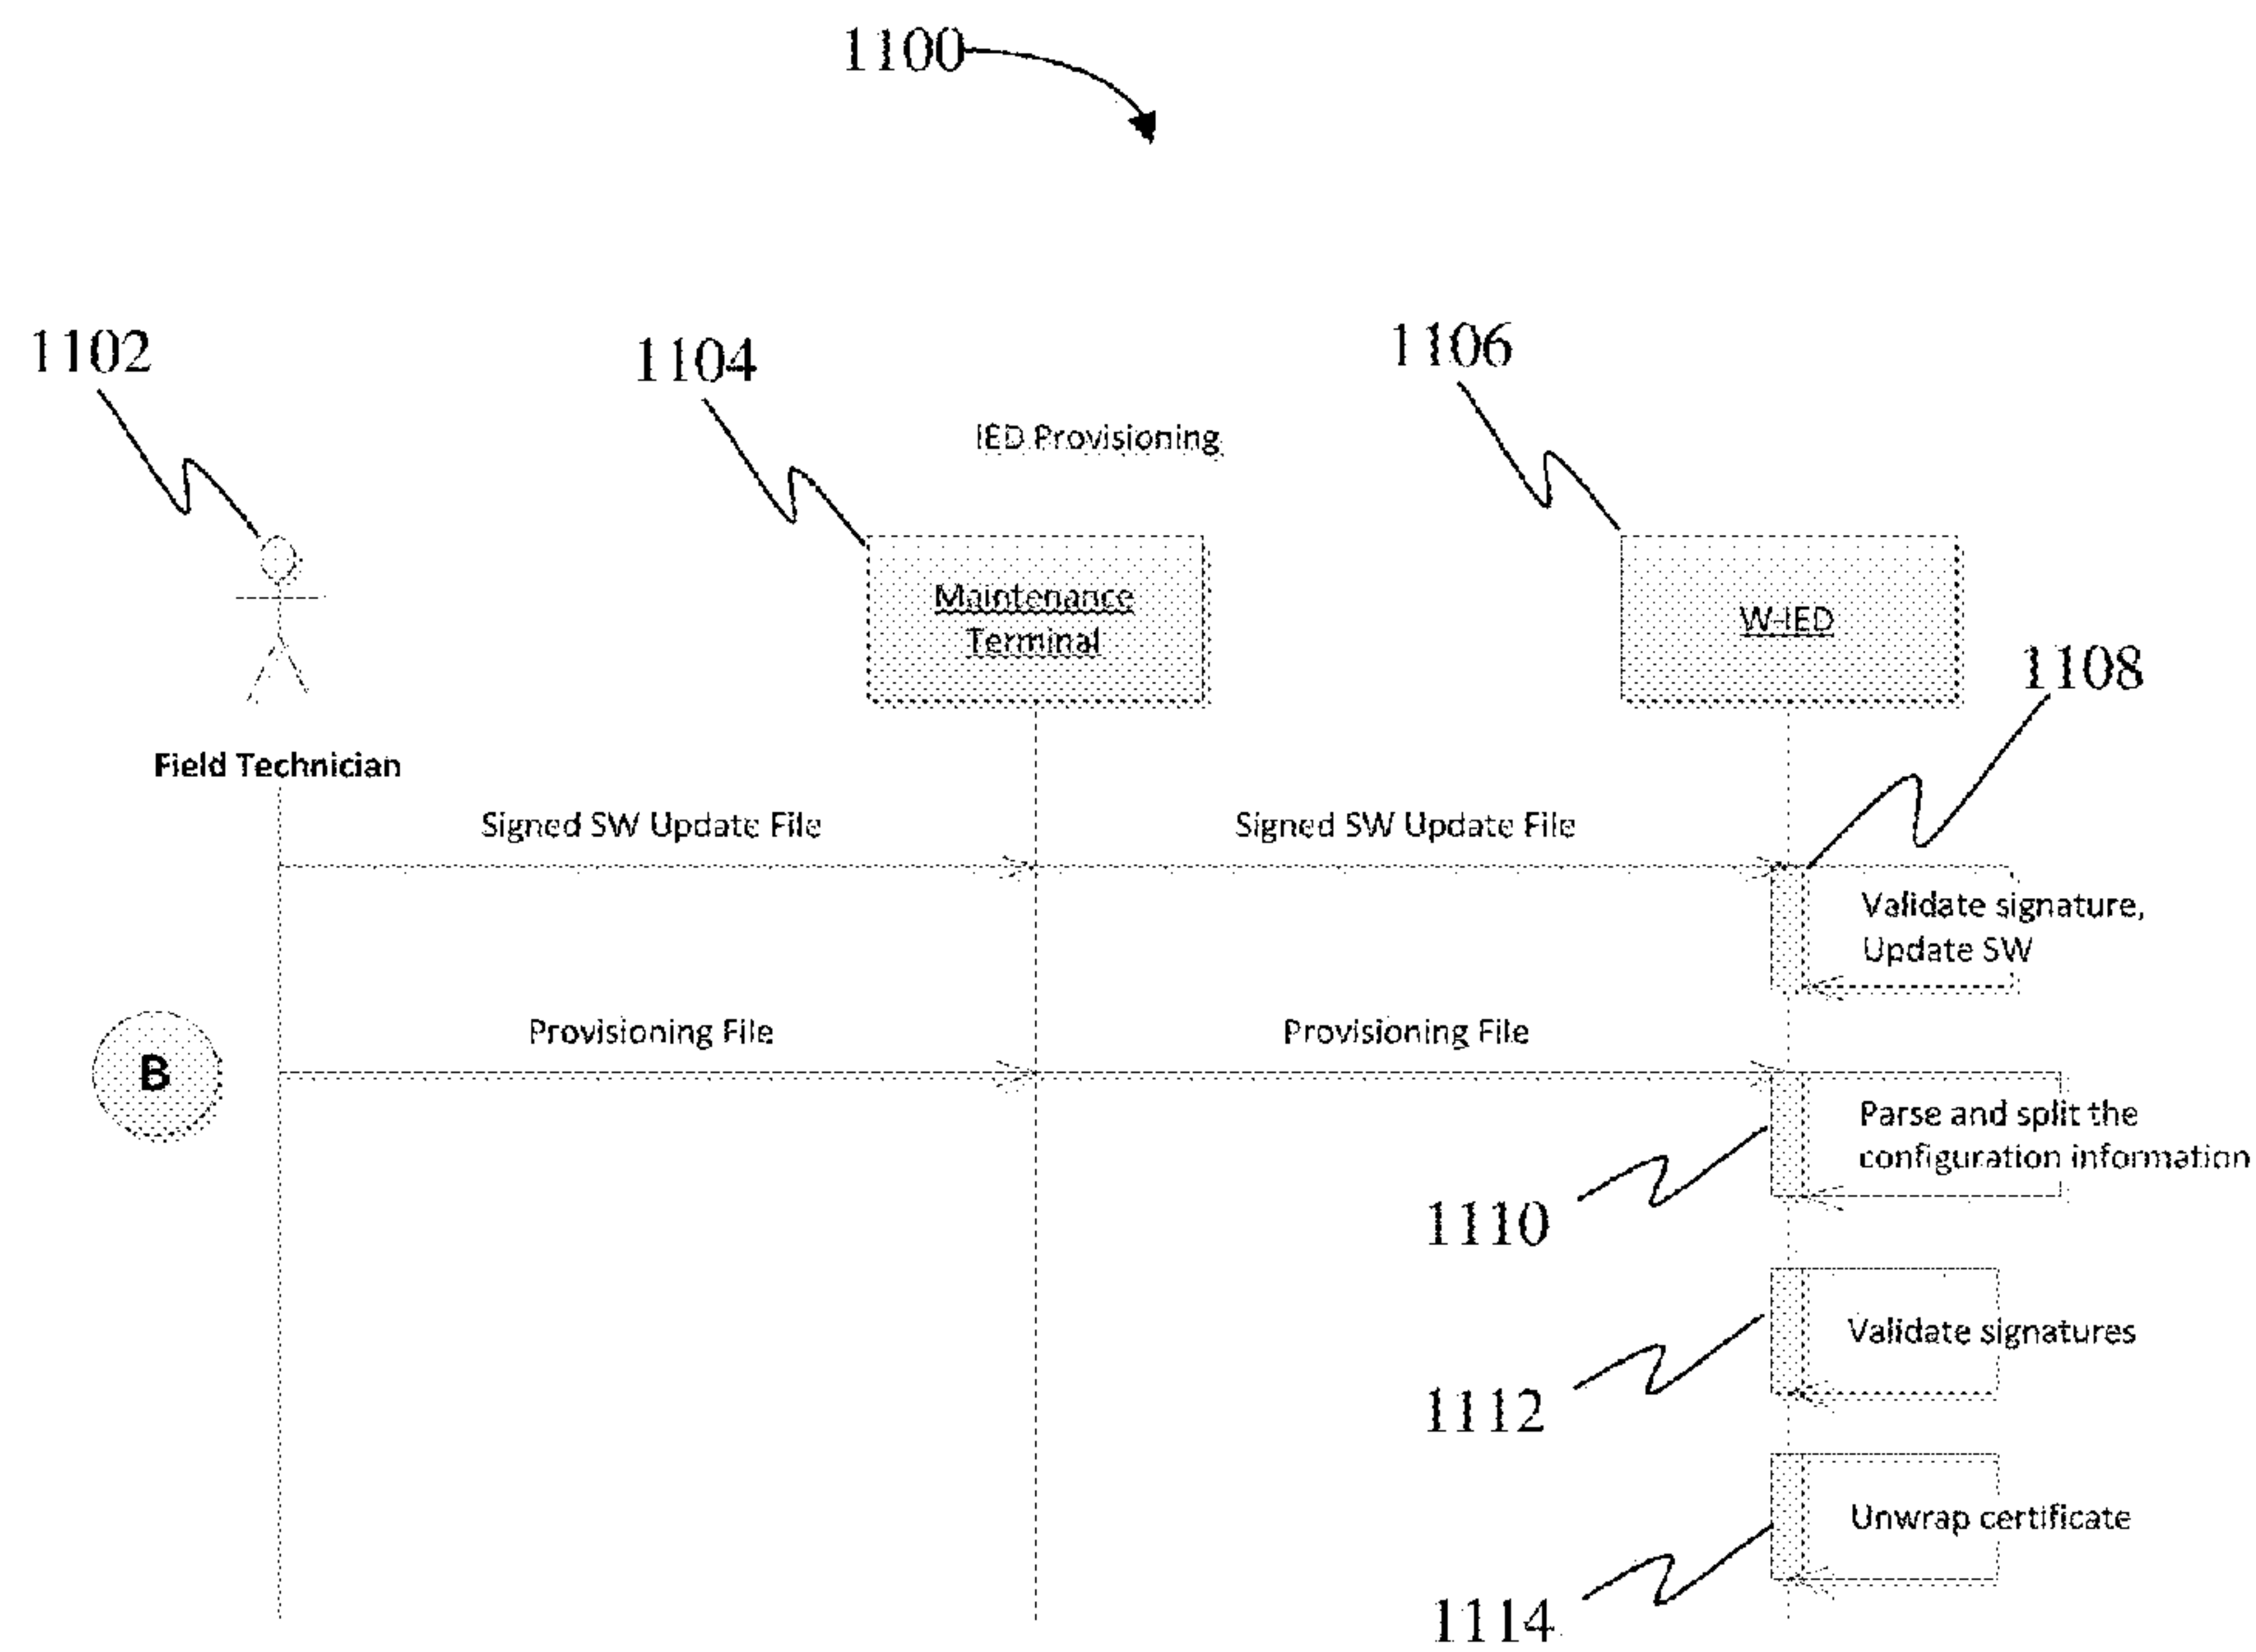 1100
1102
1104
1106
IED Provisioning
Maintenance
Terminal
W-IED
1108
Field Technician
Signed SW Update File
Signed SW Update File
Validate signature,
Update SW
B
Provisioning File
Provisioning File
Parse and split the
configuration information
1110
Validate signatures
1112
Unwrap certificate
1114